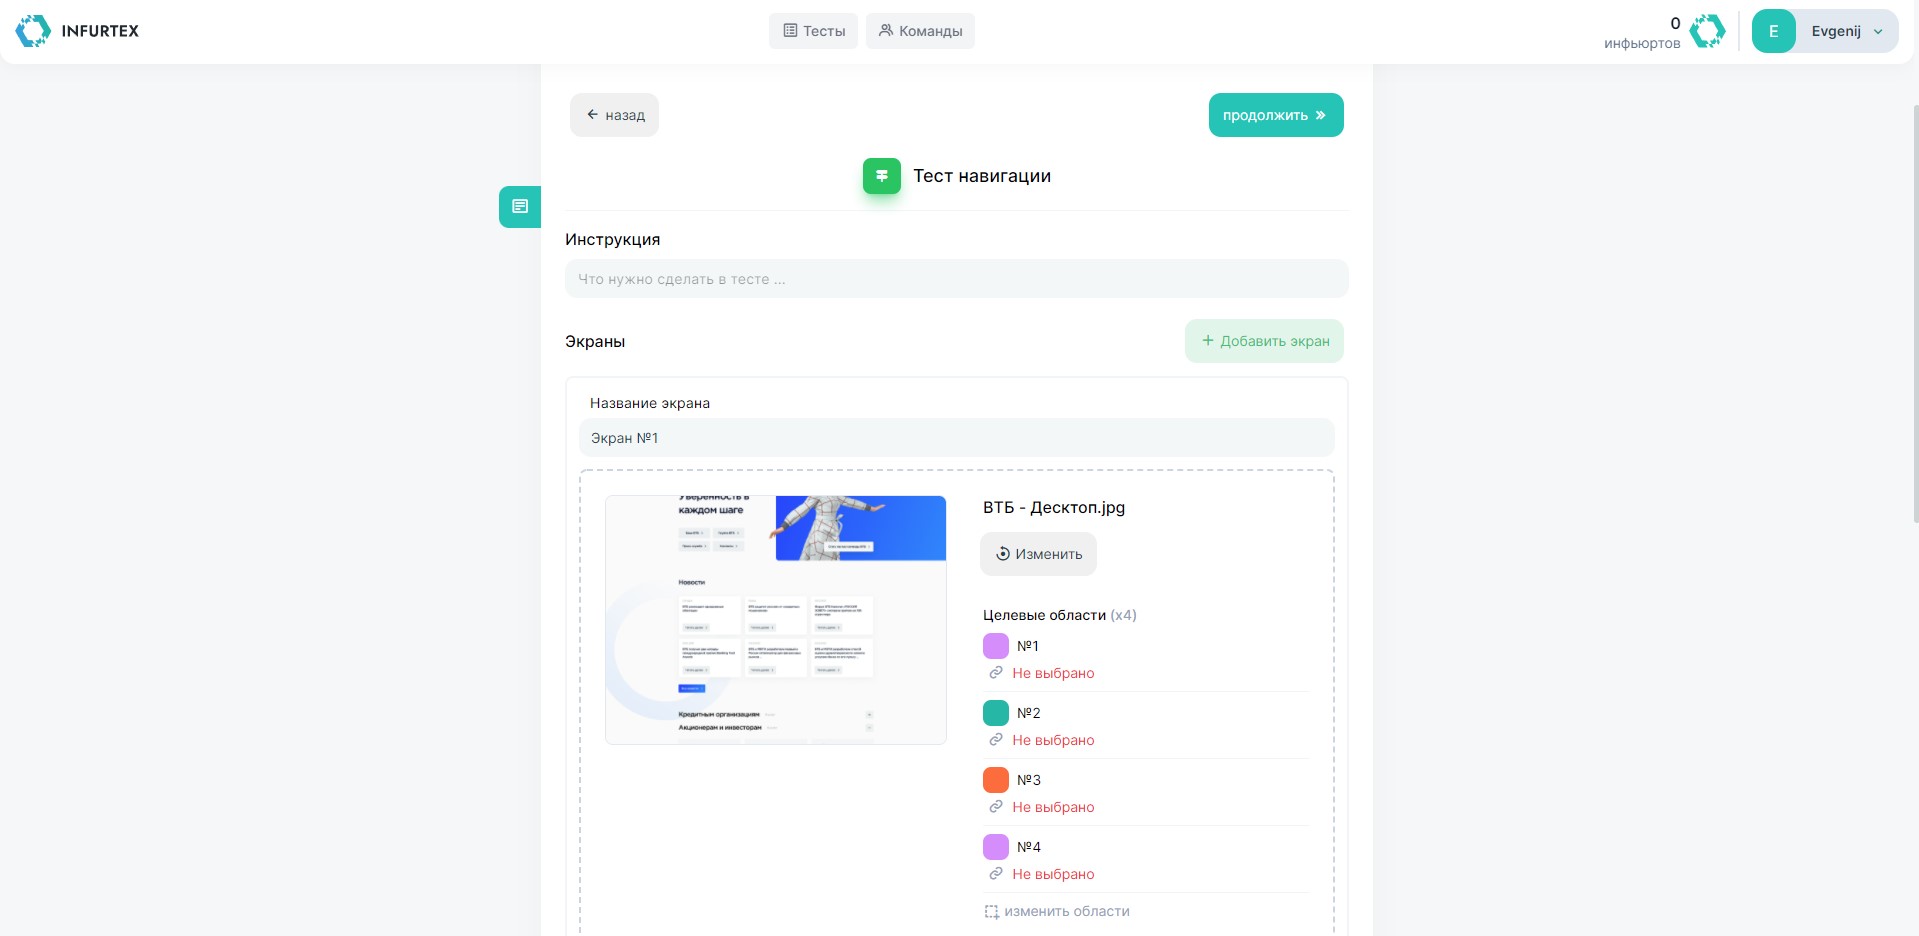 INFURTEX
Тесты
Команды
0
инфьюртов
E
Evgenij
назад
продолжить
Тест навигации
Инструкция
Что нужно сделать в тесте ...
Экраны
+ Добавить экран
Название экрана
Экран №1
Уверенность в
каждом шаге
Новости
Кредитным организациям
Акционерам и инвесторам
ВТБ - Десктоп.jpg
Изменить
Целевые области (x4)
№1
Не выбрано
№2
Не выбрано
№3
Не выбрано
№4
Не выбрано
изменить области